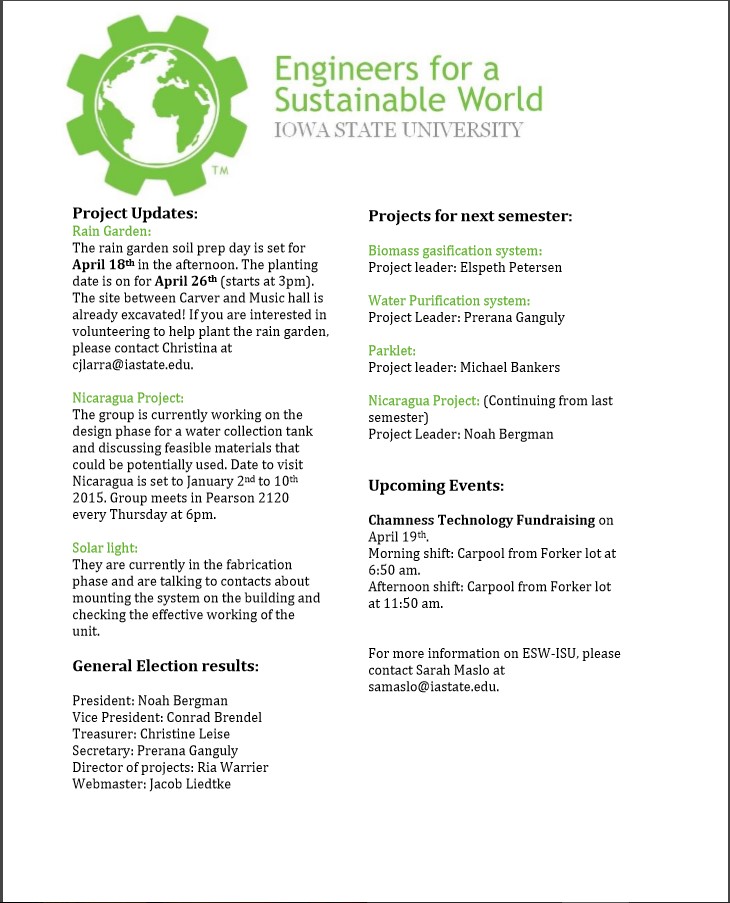 Engineers for a
Sustainable World
IOWA STATE UNIVERSITY
TM
Project Updates:
Rain Garden:
The rain garden soil prep day is set for
April 18th in the afternoon. The planting
date is on for April 26th (starts at 3pm).
The site between Carver and Music hall is
already excavated! If you are interested in
volunteering to help plant the rain garden,
please contact Christina at
cjlarra@iastate.edu.
Nicaragua Project:
The group is currently working on the
design phase for a water collection tank
and discussing feasible materials that
could be potentially used. Date to visit
Nicaragua is set to January 2nd to 10th
2015. Group meets in Pearson 2120
every Thursday at 6pm.
Solar light:
They are currently in the fabrication
phase and are talking to contacts about
mounting the system on the building and
checking the effective working of the
unit.
General Election results:
President: Noah Bergman
Vice President: Conrad Brendel
Treasurer: Christine Leise
Secretary: Prerana Ganguly
Director of projects: Ria Warrier
Webmaster: Jacob Liedtke
Projects for next semester:
Biomass gasification system:
Project leader: Elspeth Petersen
Water Purification system:
Project Leader: Prerana Ganguly
Parklet:
Project leader: Michael Bankers
Nicaragua Project: (Continuing from last
semester)
Project Leader: Noah Bergman
Upcoming Events:
Chamness Technology Fundraising on
April 19th.
Morning shift: Carpool from Forker lot at
6:50 am.
Afternoon shift: Carpool from Forker lot
at 11:50 am.
For more information on ESW-ISU, please
contact Sarah Maslo at
samaslo@iastate.edu.